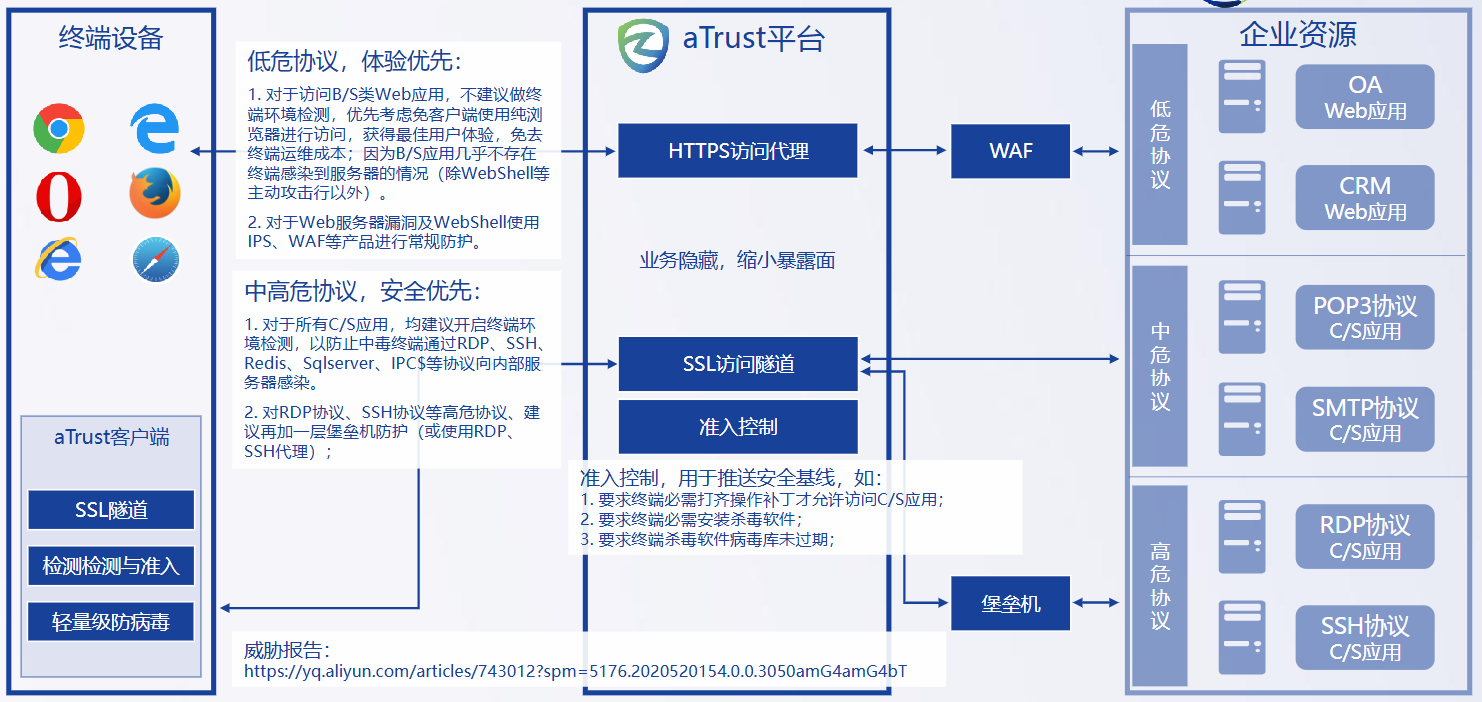 终端设备
低危协议，体验优先：
1. 对于访问B/S类Web应用，不建议做终
端环境检测，优先考虑免客户端使用纯浏
览器进行访问，获得最佳用户体验，免去
终端运维成本；因为B/S应用几乎不存在
终端感染到服务器的情况（除WebShell等
主动攻击行以外）。
2. 对于Web服务器漏洞及WebShell使用
IPS、WAF等产品进行常规防护。
中高危协议，安全优先：
1. 对于所有C/S应用，均建议开启终端环
境检测，以防止中毒终端通过RDP、SSH、
Redis、Sqlserver、IPC$等协议向内部服
务器感染。
2. 对RDP协议、SSH协议等高危协议、建
议再加一层堡垒机防护（或使用RDP、
SSH代理）；
aTrust客户端
SSL隧道
检测检测与准入
轻量级防病毒
威胁报告：
https://yq.aliyun.com/articles/743012?spm=5176.2020520154.0.0.3050amG4amG4bT
aTrust平台
HTTPS访问代理
业务隐藏，缩小暴露面
SSL访问隧道
准入控制
准入控制，用于推送安全基线，如：
1. 要求终端必需打齐操作补丁才允许访问C/S应用；
2. 要求终端必需安装杀毒软件；
3. 要求终端杀毒软件病毒库未过期；
WAF
堡垒机
企业资源
低危协议
OA
Web应用
CRM
Web应用
中危协议
POP3协议
C/S应用
SMTP协议
C/S应用
高危协议
RDP协议
C/S应用
SSH协议
C/S应用